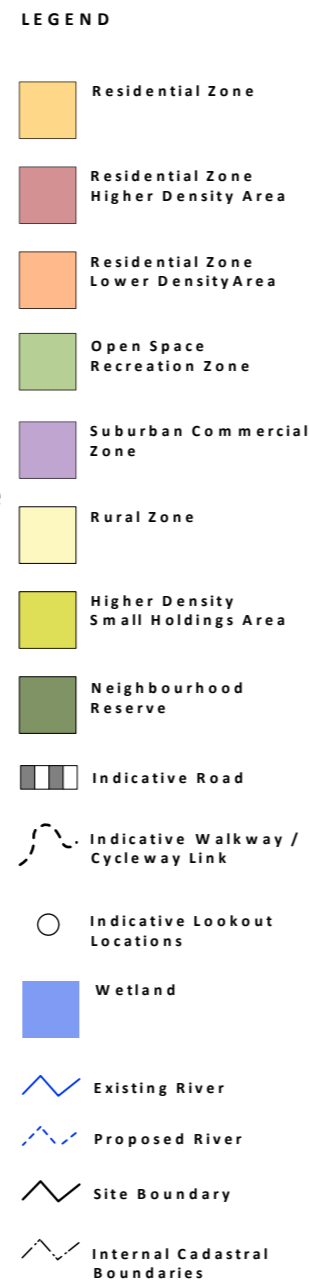 LEGEND
Residential Zone
Residential Zone
Higher Density Area
Residential Zone
Lower Density Area
Open Space
Recreation Zone
Suburban Commercial
Zone
Rural Zone
Higher Density
Small Holdings Area
Neighbourhood
Reserve
Indicative Road
Indicative Walkway /
Cycleway Link
Indicative Lookout
Locations
Wetland
Existing River
Proposed River
Site Boundary
Internal Cadastral
Boundaries